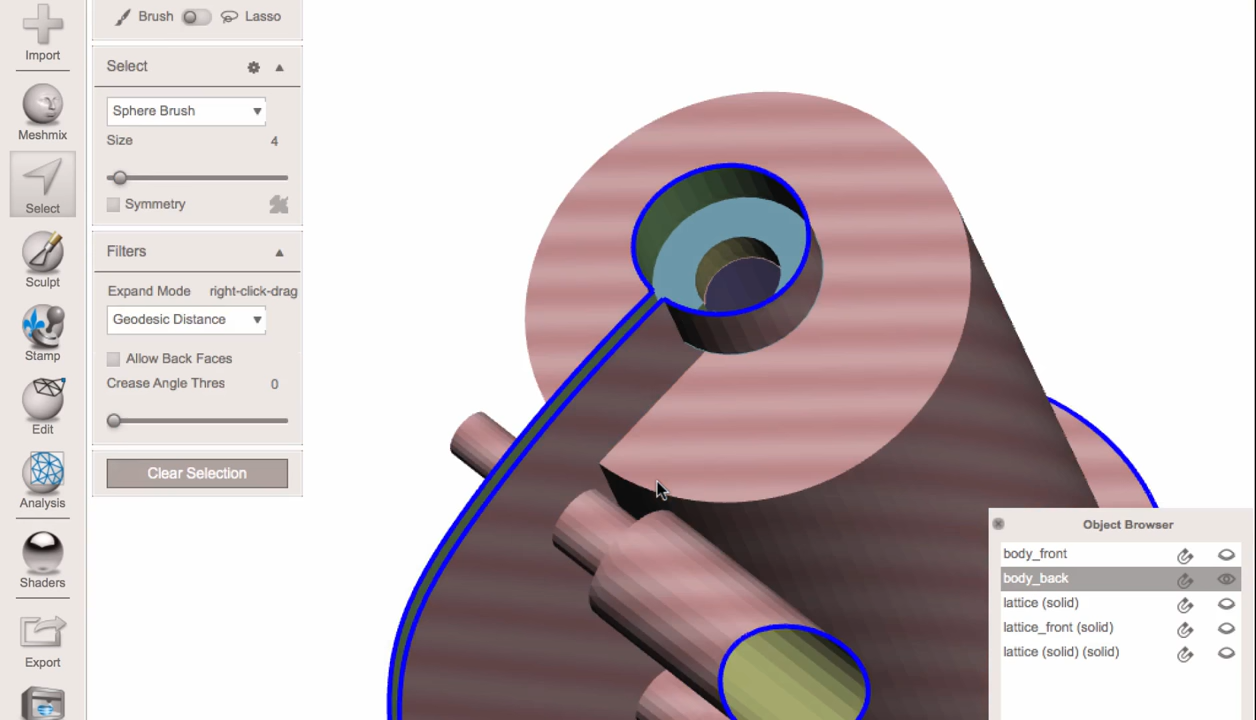 Import
Meshmix
Select
Sculpt
Stamp
Edit
Analysis
Shaders
Export
Brush Lasso
Select
Sphere Brush
Size 4
Symmetry
Filters
Expand Mode right-click-drag
Geodesic Distance
Allow Back Faces
Crease Angle Thres 0
Clear Selection
Object Browser
body_front
body_back
lattice (solid)
lattice_front (solid)
lattice (solid) (solid)